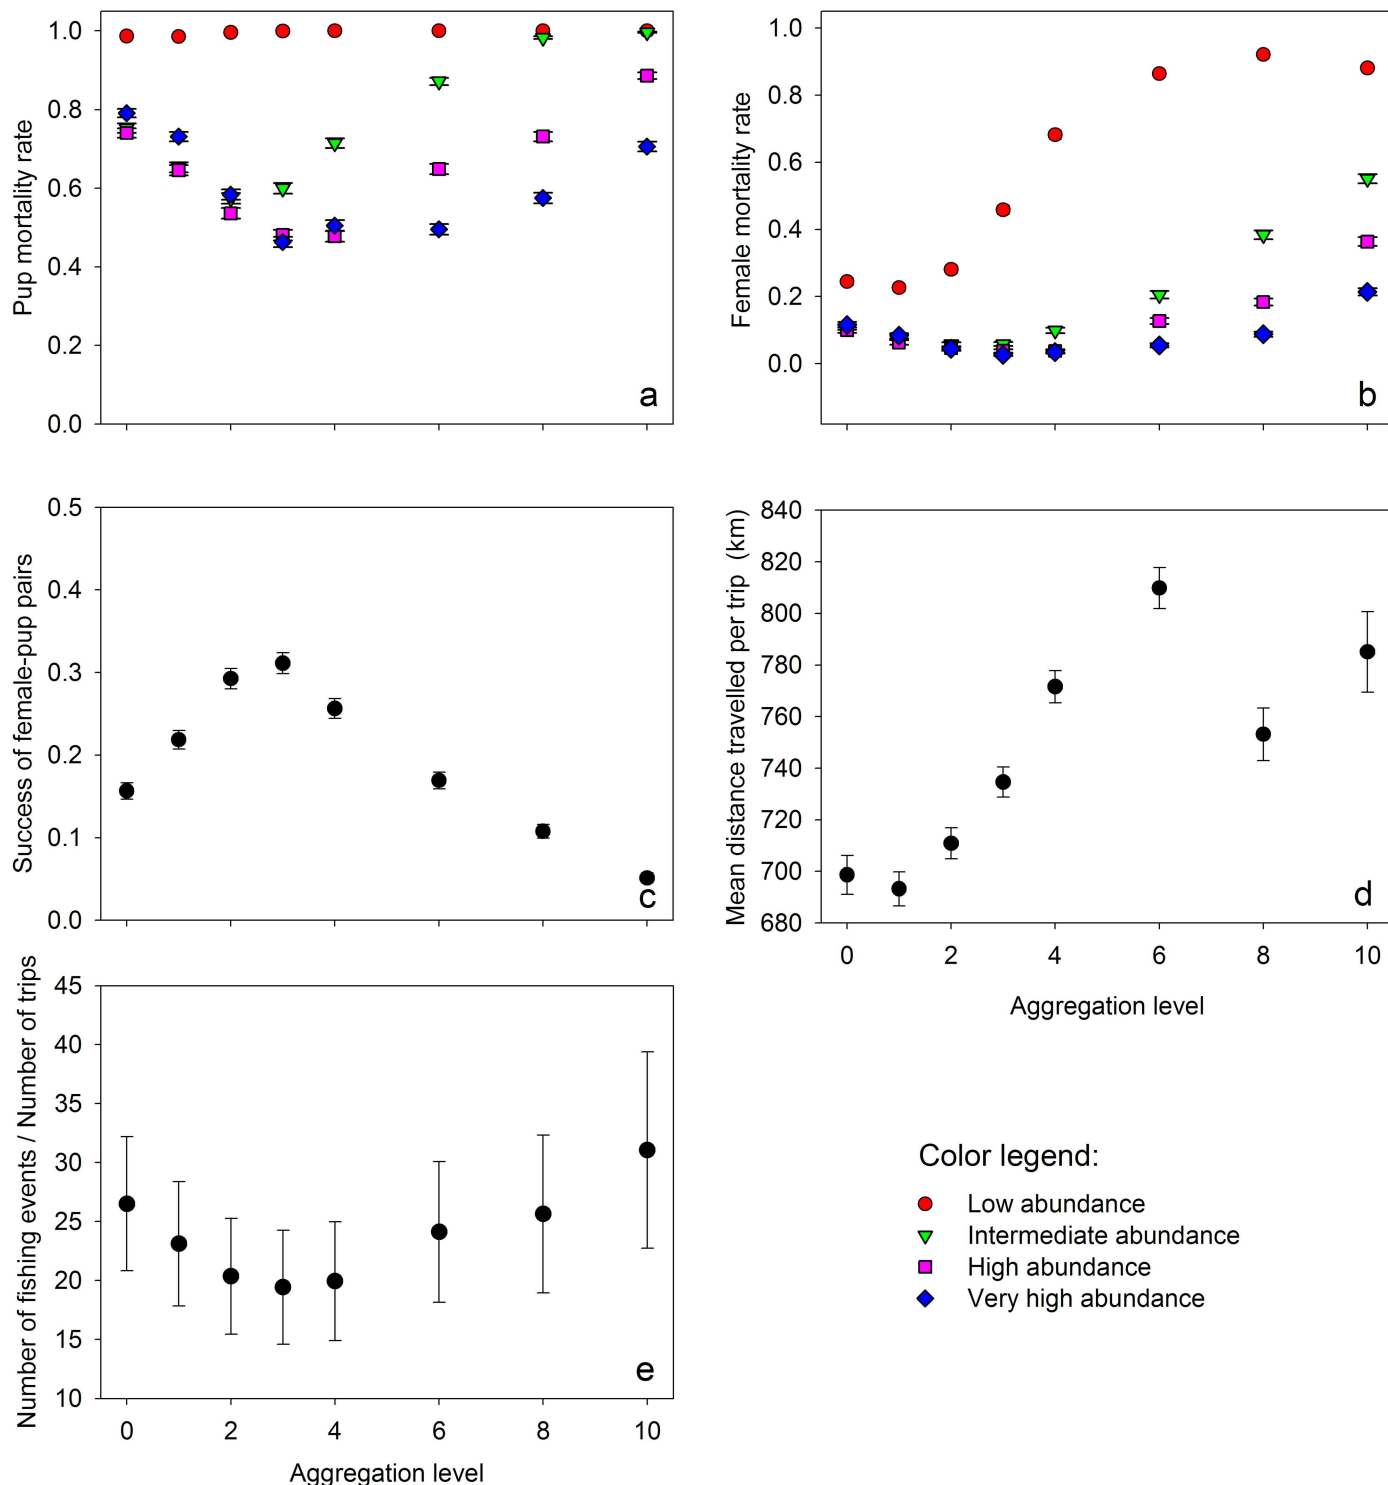 Pup mortality rate
1.0
0.8
0.6
0.4
0.2
0.0
a
Female mortality rate
1.0
0.8
0.6
0.4
0.2
0.0
b
Success of female-pup pairs
0.5
0.4
0.3
0.2
0.1
0.0
c
Mean distance travelled per trip (km)
840
820
800
780
760
740
720
700
680
d
0 2 4 6 8 10
Aggregation level
Number of fishing events / Number of trips
45
40
35
30
25
20
15
10
e
0 2 4 6 8 10
Aggregation level
Color legend:
Low abundance
Intermediate abundance
High abundance
Very high abundance